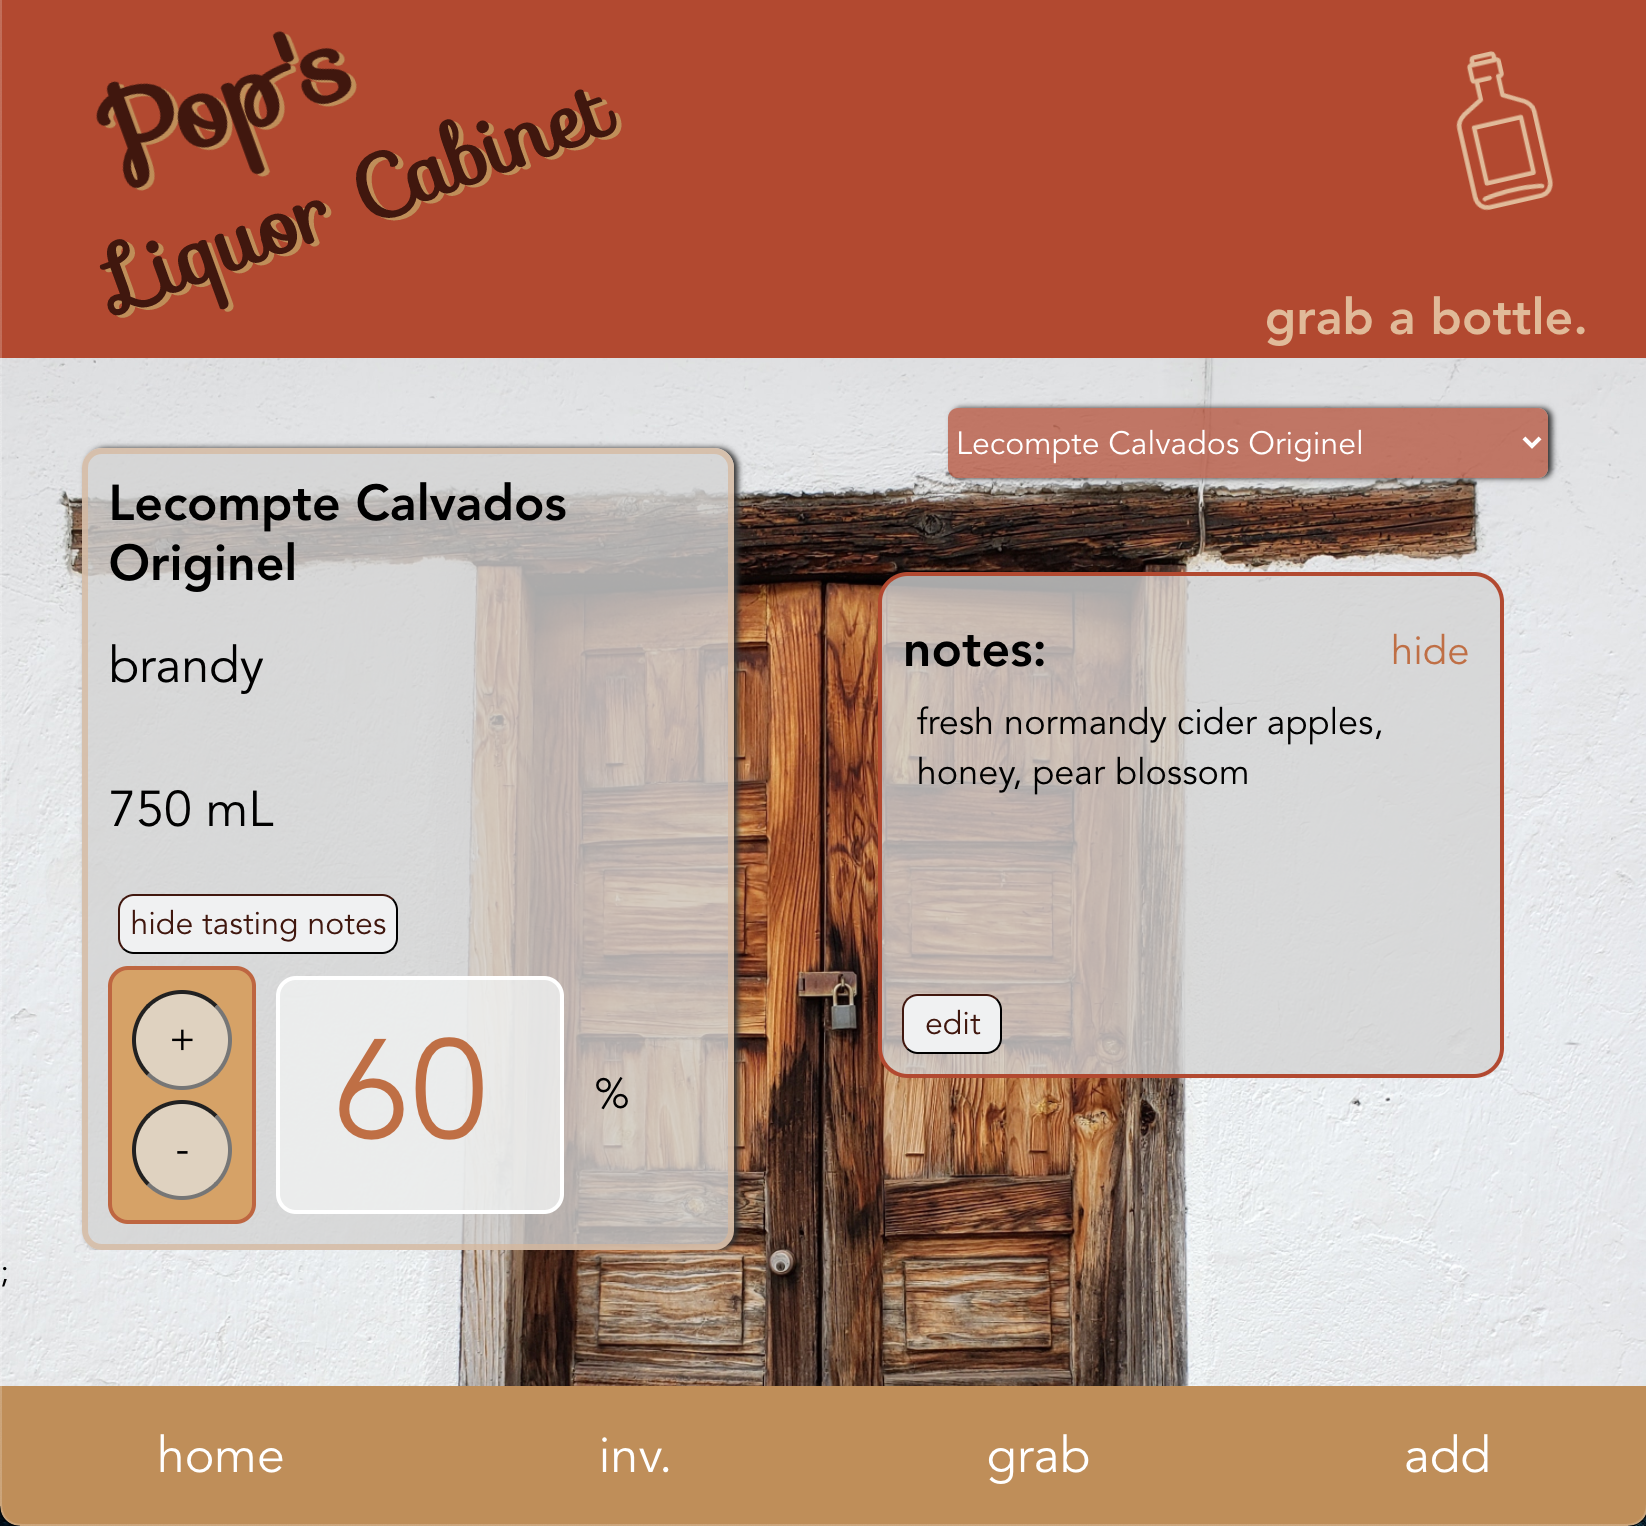 Pop's
Liquor Cabinet
grab a bottle.
Lecompte Calvados Originel
Lecompte Calvados
Originel
brandy
750 mL
hide tasting notes
+
-
60
%
notes:
hide
fresh normandy cider apples,
honey, pear blossom
edit
;
home
inv.
grab
add